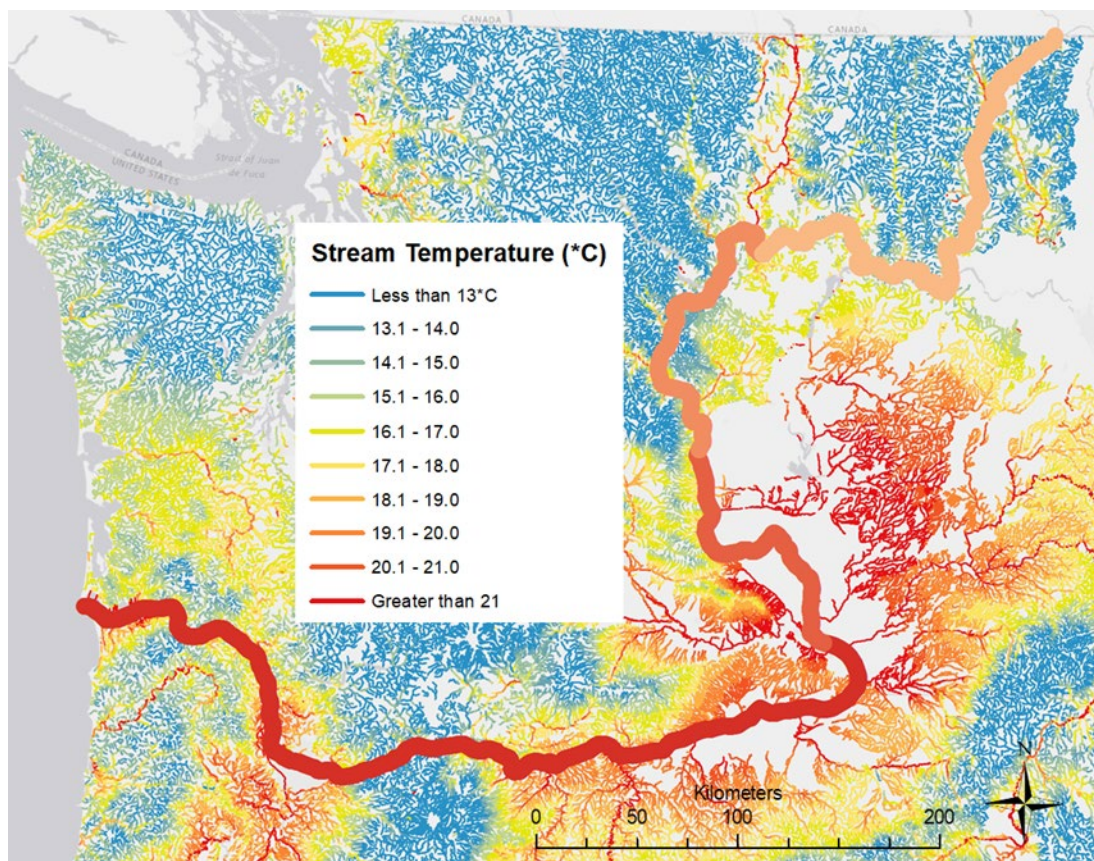 CANADA
CANADA
STA
CANADA
UNITED STATES
Strait of Juan
de Fuca
Stream Temperature (*C)
Less than 13*C
13.1 - 14.0
14.1 - 15.0
15.1 - 16.0
16.1 - 17.0
17.1 - 18.0
18.1 - 19.0
19.1 - 20.0
20.1 - 21.0
Greater than 21
N
Kilometers
0 50 100 200